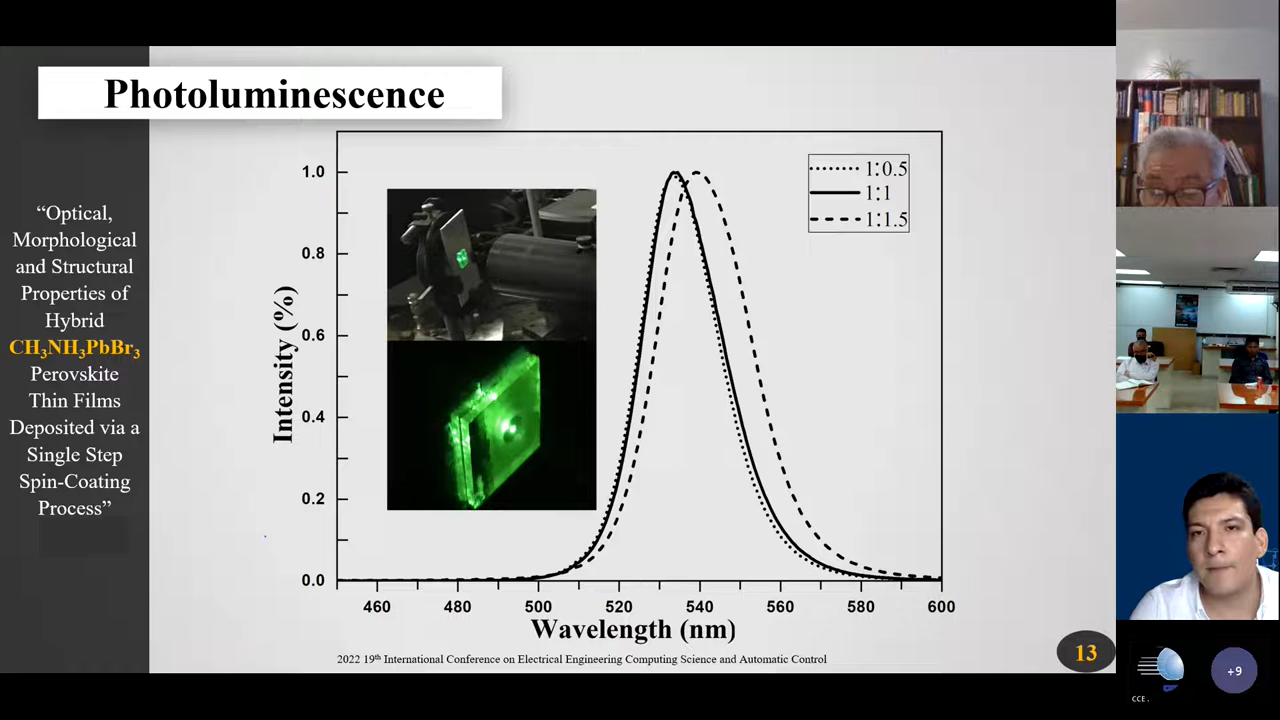 Photoluminescence
“Optical,
Morphological
and Structural
Properties of
Hybrid
CH₃NH₃PbBr₃
Perovskite
Thin Films
Deposited via a
Single Step
Spin-Coating
Process”
1:0.5
1:1
1:1.5
1.0
0.8
0.6
0.4
0.2
0.0
Intensity (%)
460 480 500 520 540 560 580 600
Wavelength (nm)
2022 19ᵗʰ International Conference on Electrical Engineering Computing Science and Automatic Control
13
CCE.
+9